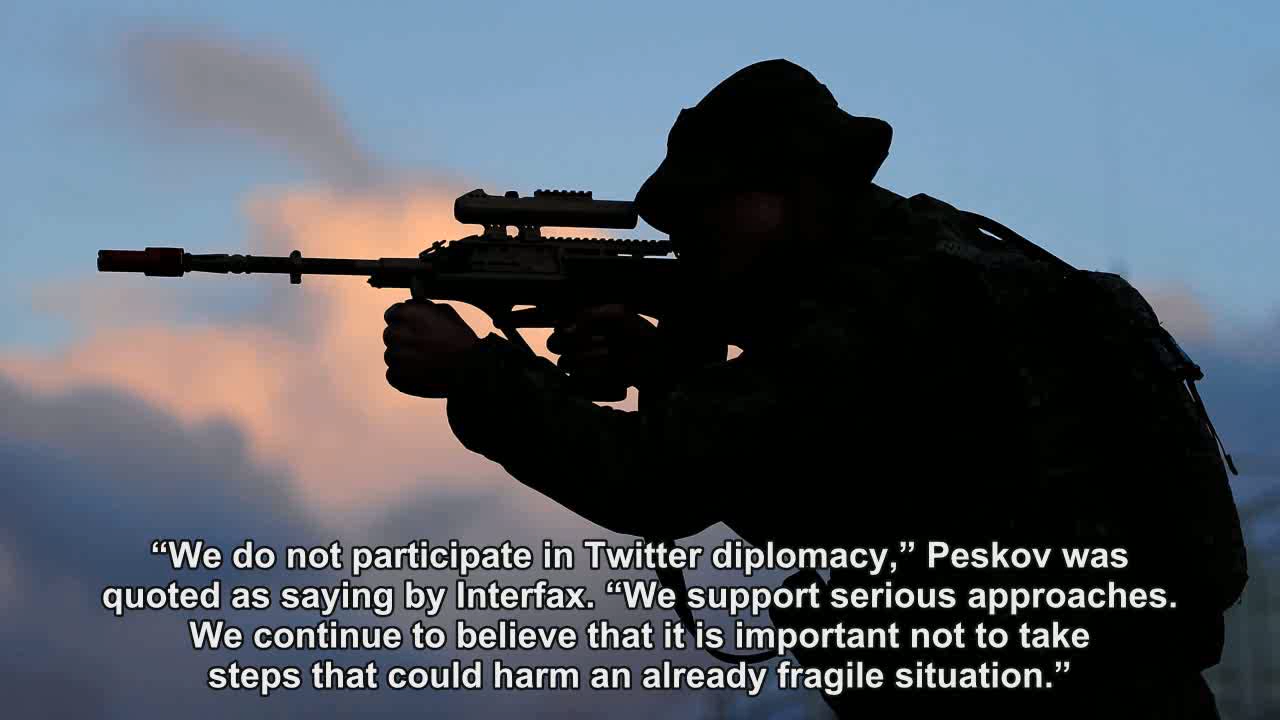 “We do not participate in Twitter diplomacy,” Peskov was
quoted as saying by Interfax. “We support serious approaches.
We continue to believe that it is important not to take
steps that could harm an already fragile situation.”